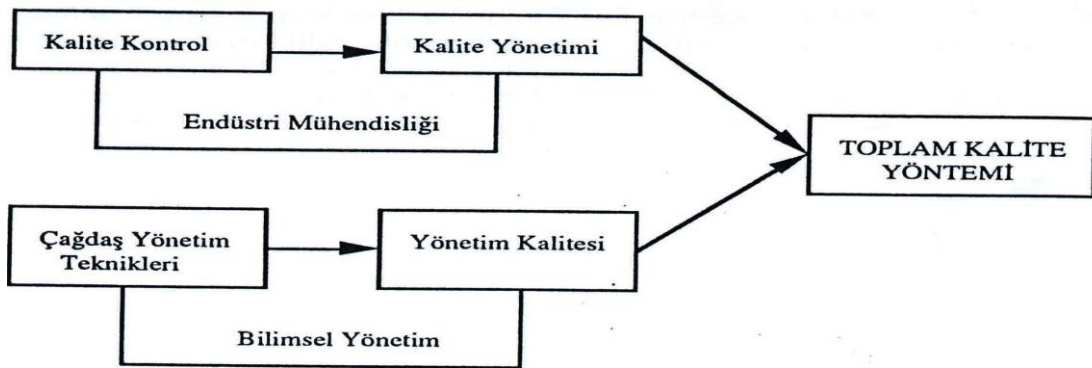 Kalite Kontrol
Kalite Yönetimi
Endüstri Mühendisliği
TOPLAM KALİTE
YÖNTEMİ
Çağdaş Yönetim
Teknikleri
Yönetim Kalitesi
Bilimsel Yönetim